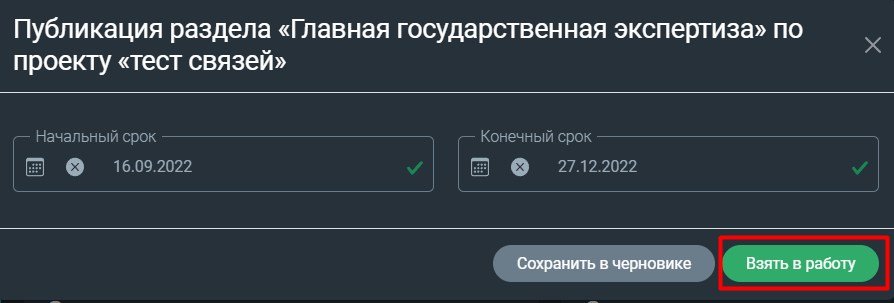 Публикация раздела «Главная государственная экспертиза» по
проекту «тест связей»
Начальный срок
16.09.2022
Конечный срок
27.12.2022
Сохранить в черновике
Взять в работу